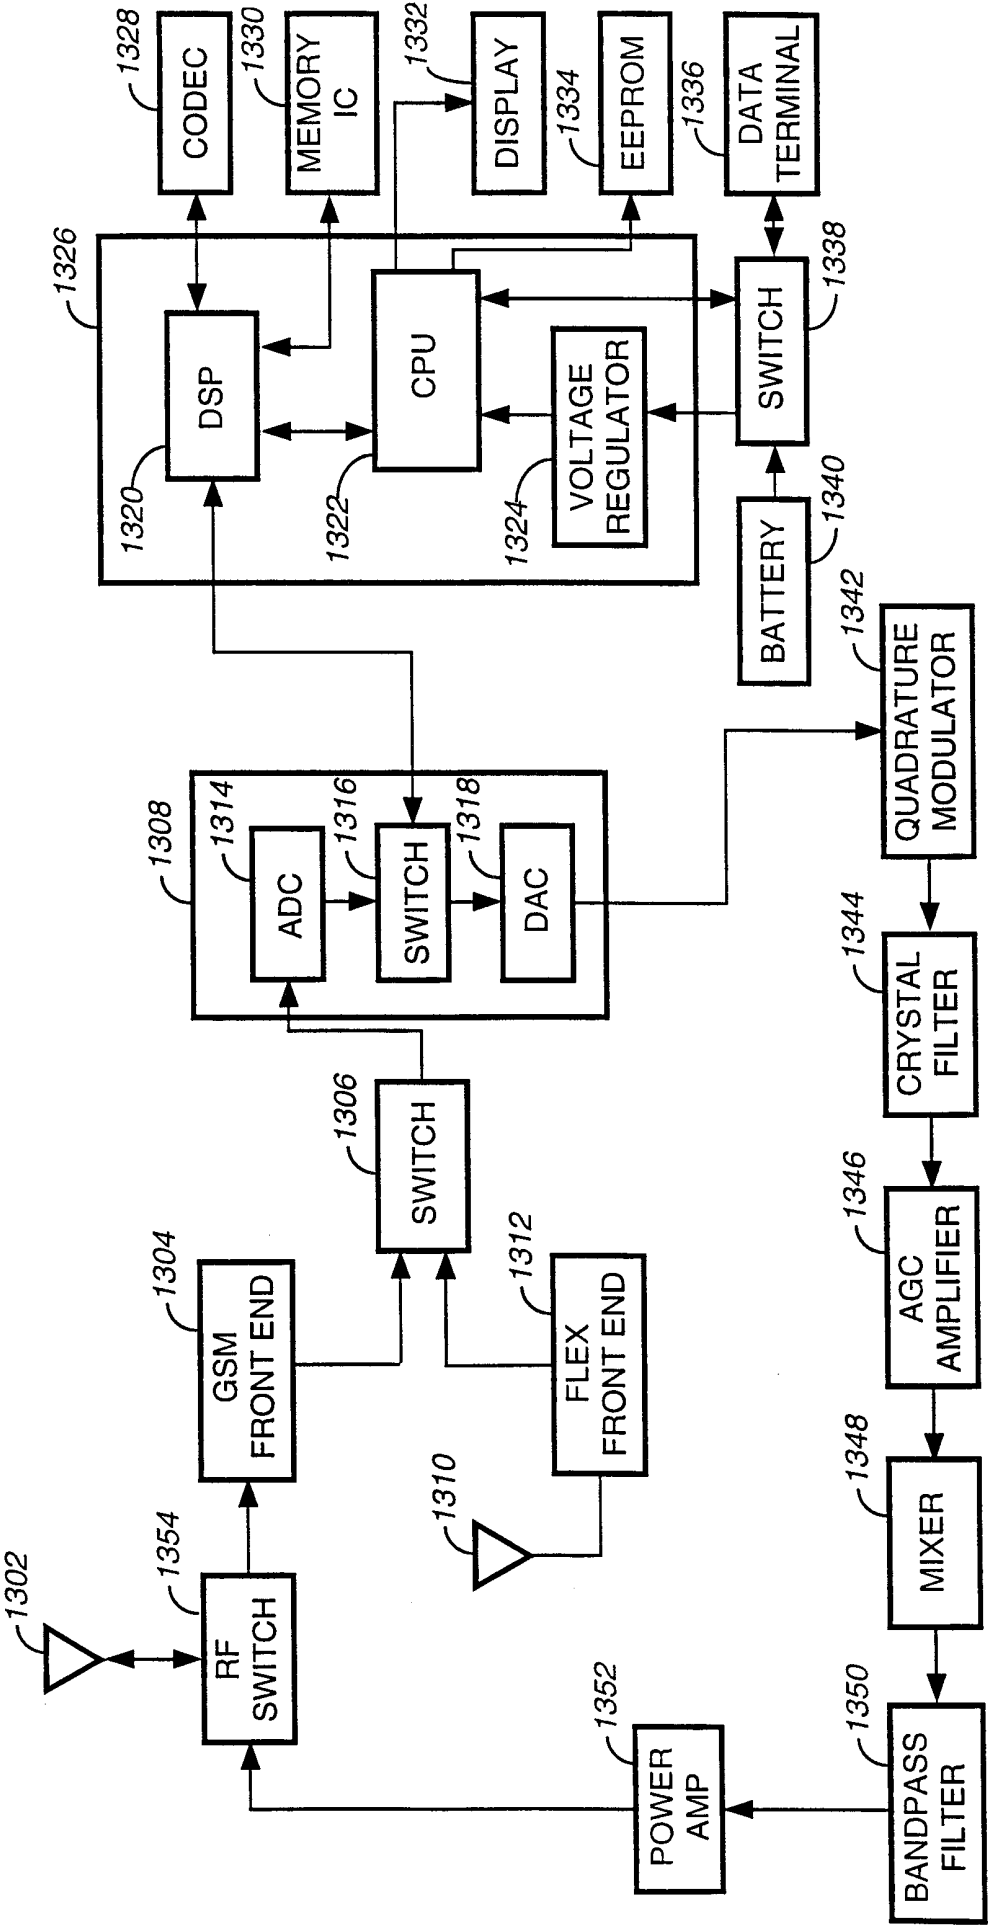 1302
RF
SWITCH
1354
GSM
FRONT END
1304
1310
FLEX
FRONT END
1312
SWITCH
1306
1308
ADC
1314
SWITCH
1316
DAC
1318
1326
DSP
1320
CPU
1322
VOLTAGE
REGULATOR
1324
CODEC
1328
MEMORY
IC
1330
DISPLAY
1332
EEPROM
1334
DATA
TERMINAL
1336
SWITCH
1338
BATTERY
1340
QUADRATURE
MODULATOR
1342
CRYSTAL
FILTER
1344
AGC
AMPLIFIER
1346
MIXER
1348
BANDPASS
FILTER
1350
POWER
AMP
1352